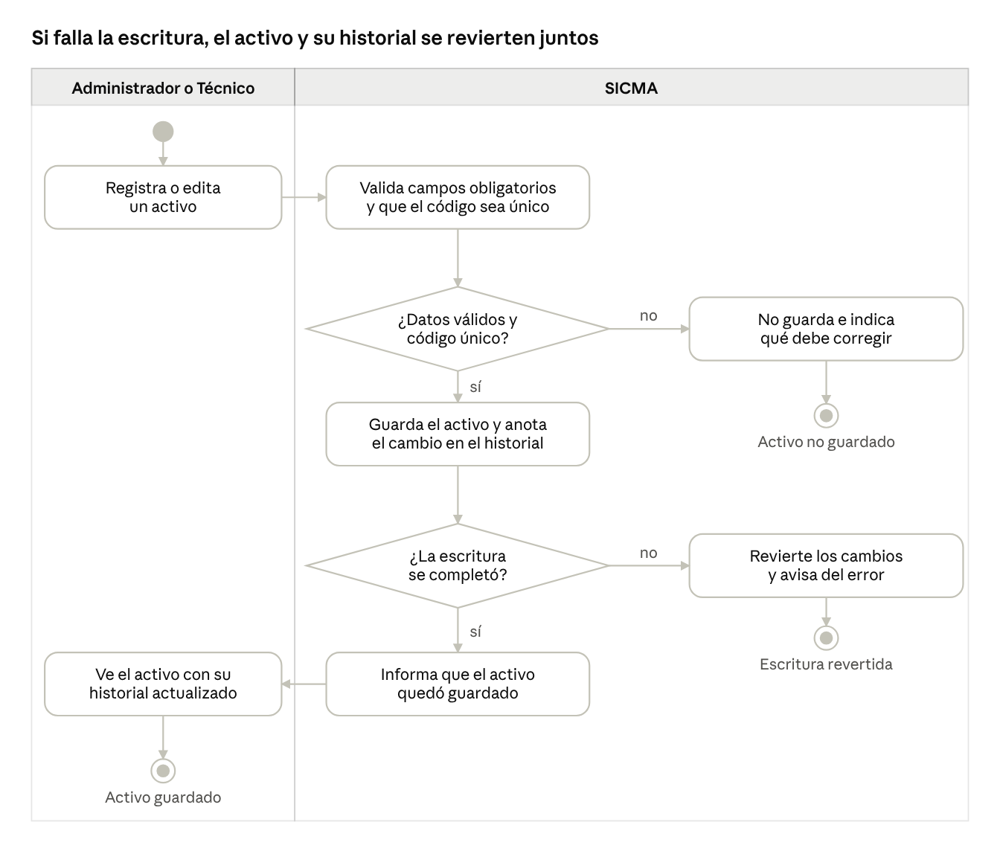 Si falla la escritura, el activo y su historial se revierten juntos
Administrador o Técnico
SICMA
Registra o edita
un activo
Valida campos obligatorios
y que el código sea único
¿Datos válidos y
código único?
no
No guarda e indica
qué debe corregir
Activo no guardado
sí
Guarda el activo y anota
el cambio en el historial
¿La escritura
se completó?
no
Revierte los cambios
y avisa del error
Escritura revertida
sí
Informa que el activo
quedó guardado
Ve el activo con su
historial actualizado
Activo guardado